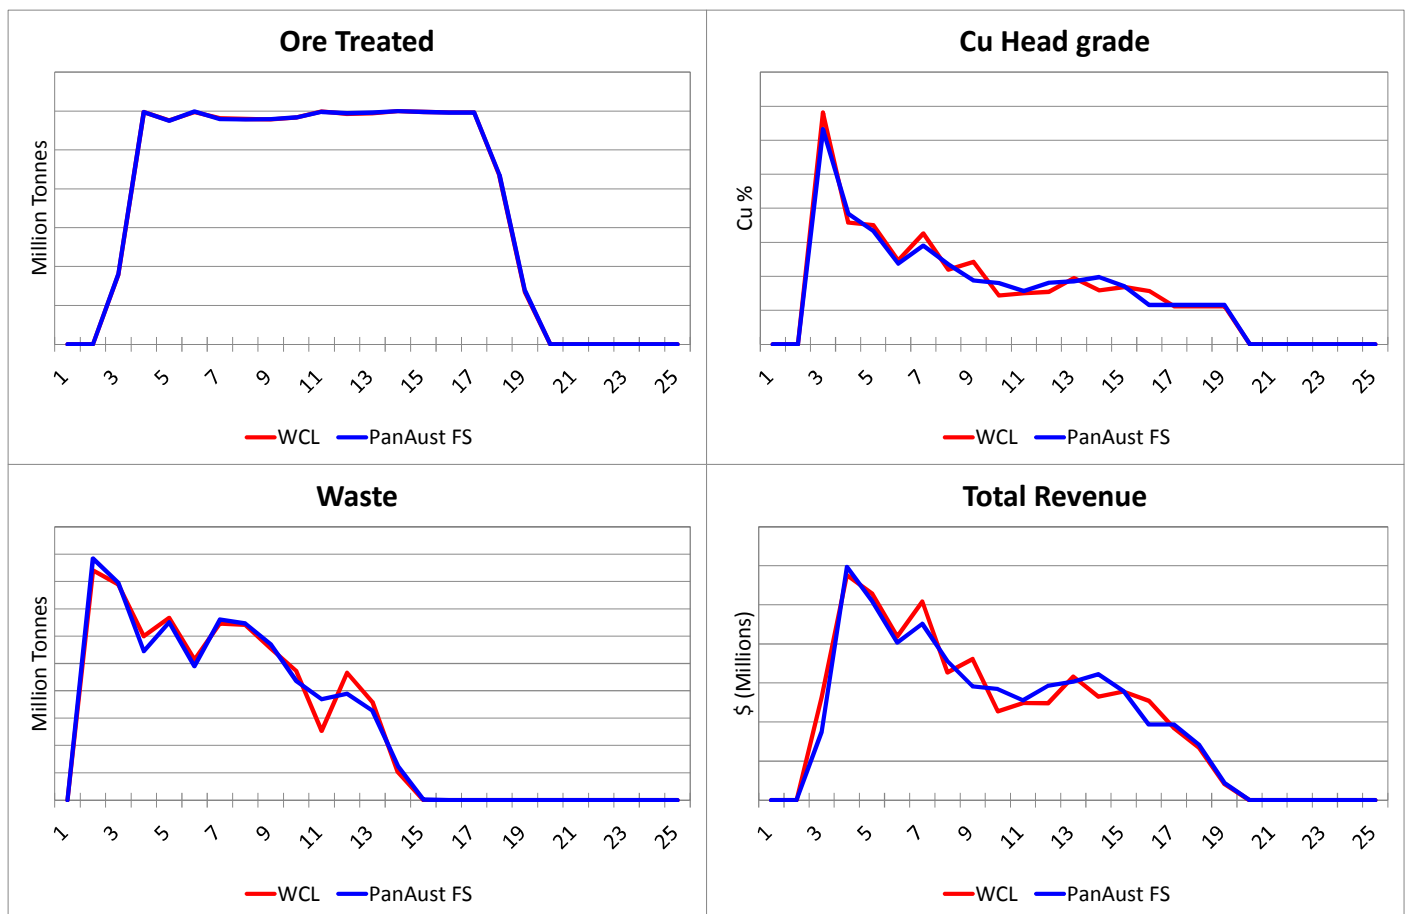 Ore Treated
Million Tonnes
1 3 5 7 9 11 13 15 17 19 21 23 25
WCL PanAust FS
Cu Head grade
Cu %
1 3 5 7 9 11 13 15 17 19 21 23 25
WCL PanAust FS
Waste
Million Tonnes
1 3 5 7 9 11 13 15 17 19 21 23 25
WCL PanAust FS
Total Revenue
$ (Millions)
1 3 5 7 9 11 13 15 17 19 21 23 25
WCL PanAust FS